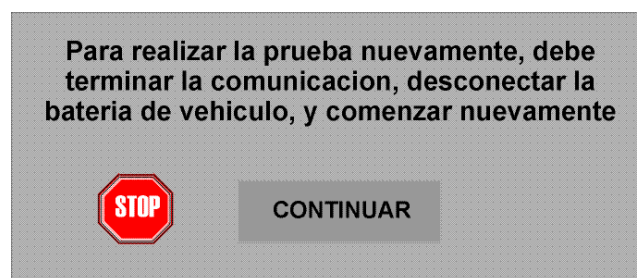 Para realizar la prueba nuevamente, debe
terminar la comunicacion, desconectar la
bateria de vehiculo, y comenzar nuevamente
STOP
CONTINUAR